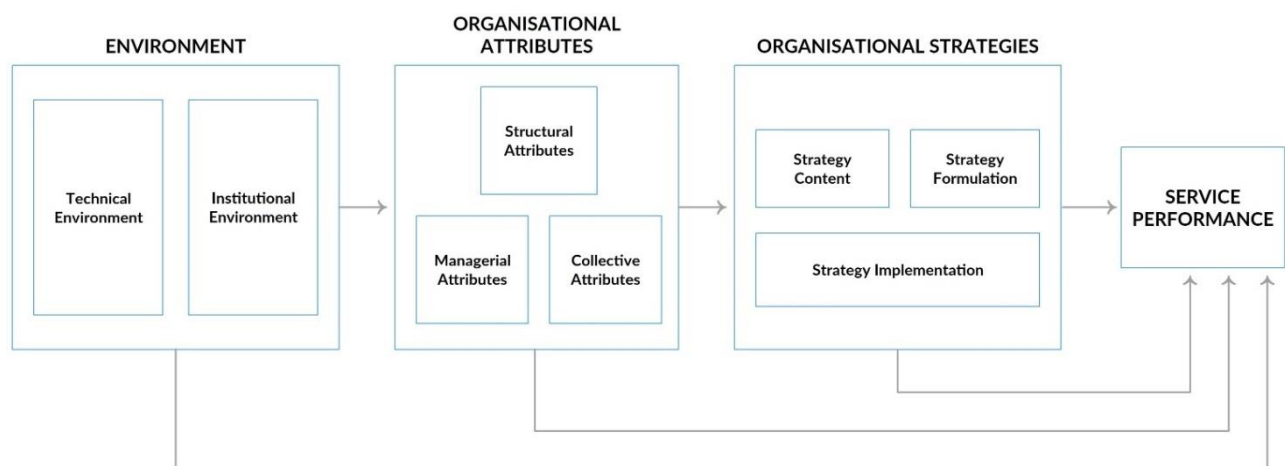 ENVIRONMENT
Technical
Environment
Institutional
Environment
ORGANISATIONAL
ATTRIBUTES
Structural
Attributes
Managerial
Attributes
Collective
Attributes
ORGANISATIONAL STRATEGIES
Strategy
Content
Strategy
Formulation
Strategy Implementation
SERVICE
PERFORMANCE